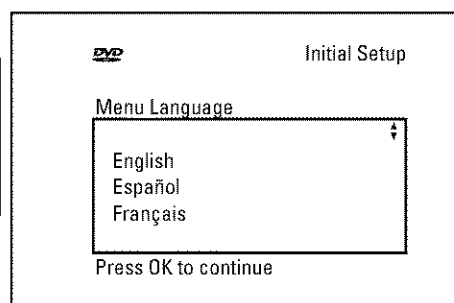 DVD Initial Setup
Menu Language
English
Español
Français
Press OK to continue